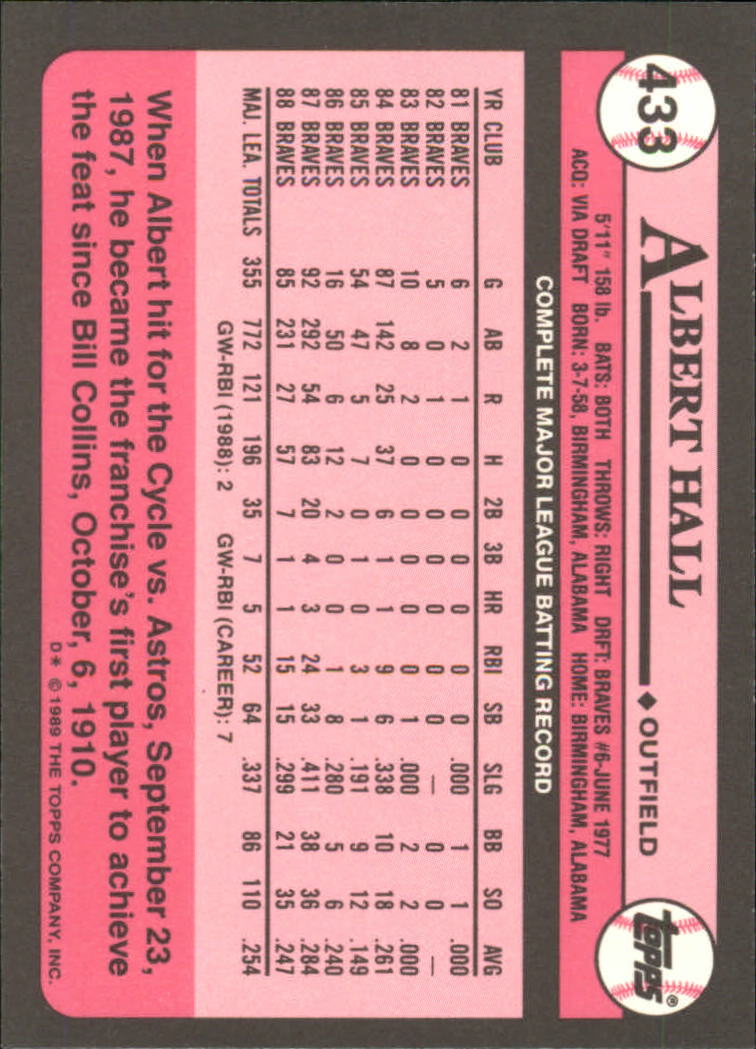 433
ALBERT HALL ◆ OUTFIELD
topps®
5'11" 158 lb. BATS: BOTH THROWS: RIGHT DRFT: BRAVES #6-JUNE 1977
ACQ: VIA DRAFT BORN: 3-7-58, BIRMINGHAM, ALABAMA HOME: BIRMINGHAM, ALABAMA
COMPLETE MAJOR LEAGUE BATTING RECORD
YR CLUB G AB R H 2B 3B HR RBI SB SLG BB SO AVG
81 BRAVES 6 2 1 0 0 0 0 0 0 .000 1 1 .000
82 BRAVES 5 0 1 0 0 0 0 0 0 — 0 0 —
83 BRAVES 10 8 2 0 0 0 0 0 1 .000 2 2 .000
84 BRAVES 87 142 25 37 6 1 1 9 6 .338 10 18 .261
85 BRAVES 54 47 5 7 0 1 0 3 1 .191 9 12 .149
86 BRAVES 16 50 6 12 2 0 0 1 8 .280 5 6 .240
87 BRAVES 92 292 54 83 20 4 3 24 33 .411 38 36 .284
88 BRAVES 85 231 27 57 7 1 1 15 15 .299 21 35 .247
MAJ. LEA. TOTALS 355 772 121 196 35 7 5 52 64 .337 86 110 .254
GW-RBI (1988): 2 GW-RBI (CAREER): 7
When Albert hit for the Cycle vs. Astros, September 23,
1987, he became the franchise's first player to achieve
the feat since Bill Collins, October, 6, 1910.
D* © 1989 THE TOPPS COMPANY, INC.